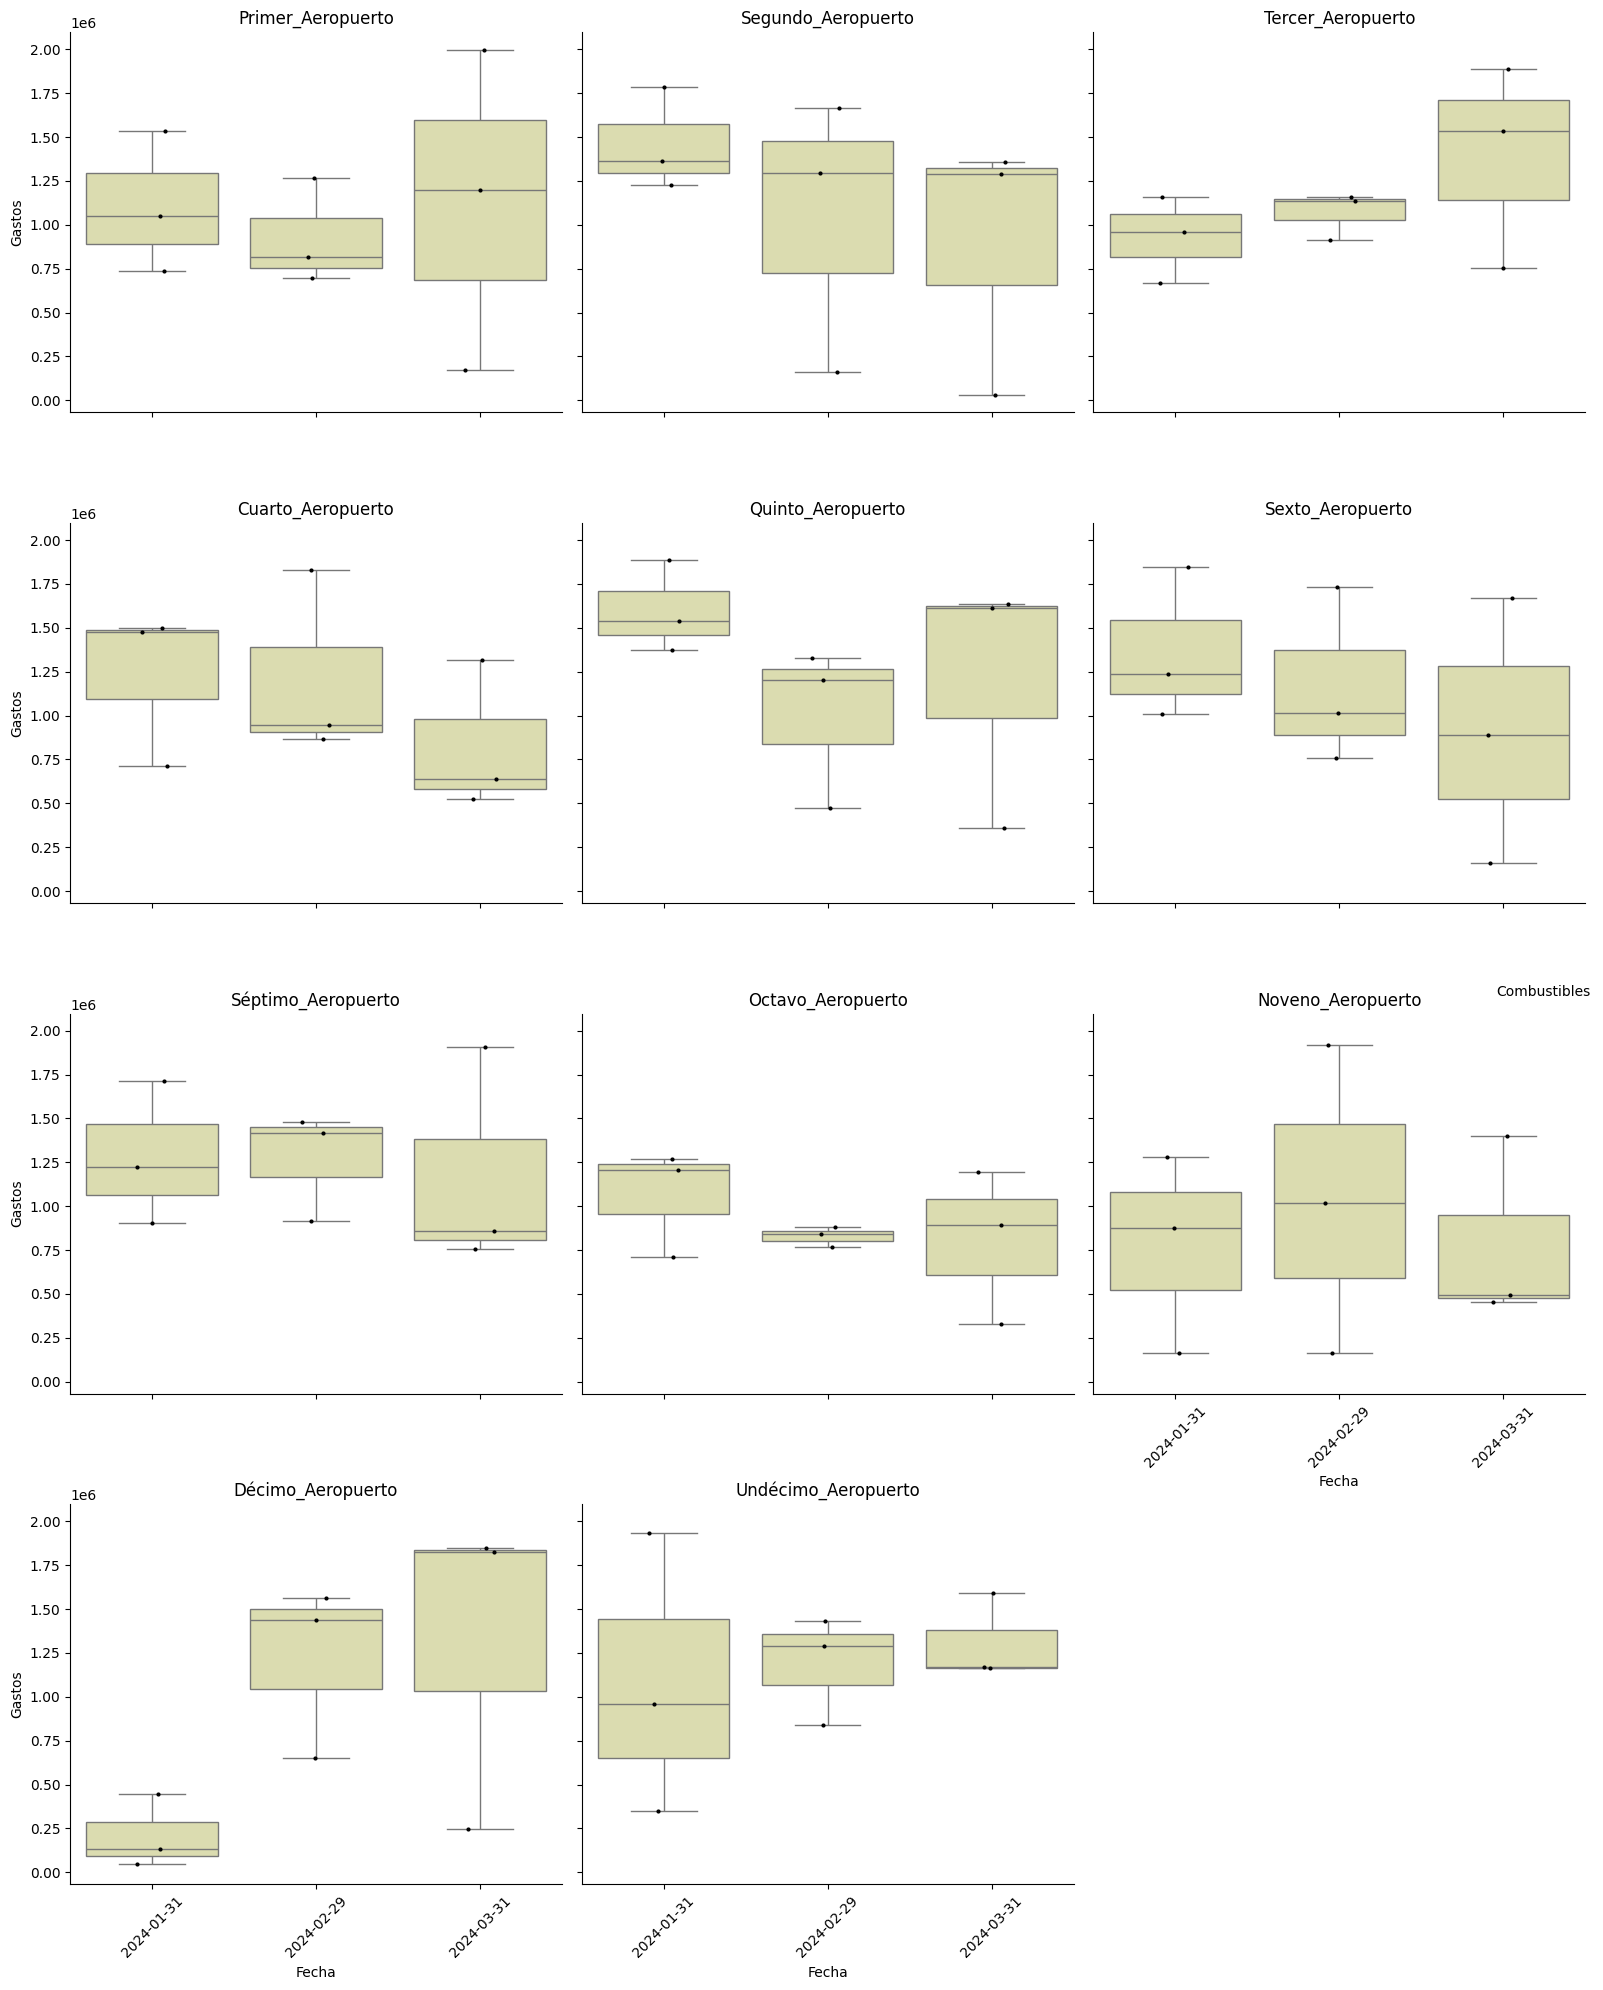 Primer_Aeropuerto Segundo_Aeropuerto Tercer_Aeropuerto
1e6
2.00
1.75
1.50
1.25
1.00
0.75
0.50
0.25
0.00
Gastos
Cuarto_Aeropuerto Quinto_Aeropuerto Sexto_Aeropuerto
2.00
1.75
1.50
1.25
1.00
0.75
0.50
0.25
0.00
Gastos
Combustibles
Séptimo_Aeropuerto Octavo_Aeropuerto Noveno_Aeropuerto
1e6
2.00
1.75
1.50
1.25
1.00
0.75
0.50
0.25
0.00
Gastos
2024-01-31 2024-02-29 2024-03-31
Fecha
Décimo_Aeropuerto Undécimo_Aeropuerto
1e6
2.00
1.75
1.50
1.25
1.00
0.75
0.50
0.25
0.00
Gastos
2024-01-31 2024-02-29 2024-03-31 2024-01-31 2024-02-29 2024-03-31
Fecha Fecha